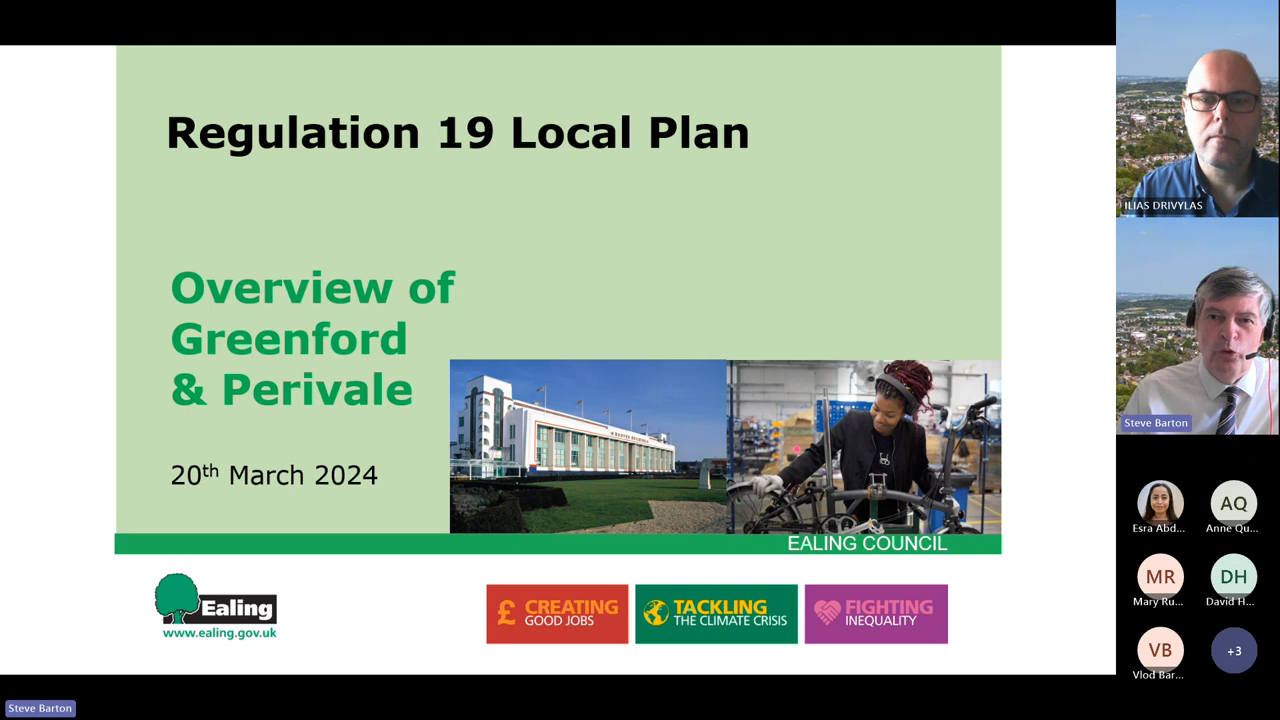 Regulation 19 Local Plan
Overview of
Greenford
& Perivale
20th March 2024
EALING COUNCIL
Ealing
www.ealing.gov.uk
£ CREATING
GOOD JOBS
TACKLING
THE CLIMATE CRISIS
FIGHTING
INEQUALITY
ILIAS DRIVYLAS
Steve Barton
Esra Abd...
AQ
Anne Qu...
MR
Mary Ru...
DH
David H...
VB
Vlod Bar...
+3
Steve Barton